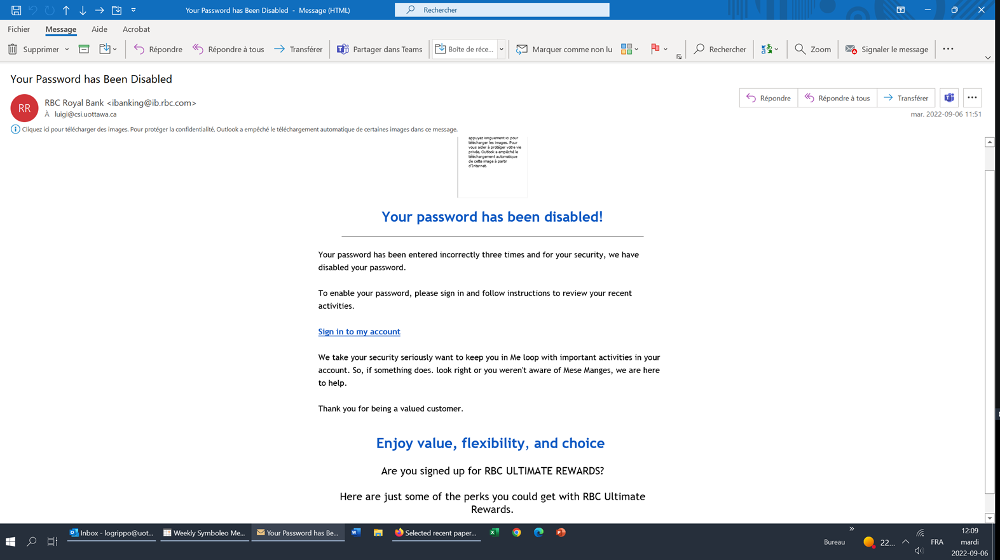 Your Password has Been Disabled - Message (HTML)
Rechercher
Fichier Message Aide Acrobat
Supprimer Répondre Répondre à tous Transférer Partager dans Teams Boîte de réce... Marquer comme non lu Rechercher Zoom Signaler le message
Your Password has Been Disabled
RR
RBC Royal Bank <ibanking@ib.rbc.com>
À luigi@csi.uottawa.ca
Répondre Répondre à tous Transférer
mar. 2022-09-06 11:51
Cliquez ici pour télécharger des images. Pour protéger la confidentialité, Outlook a empêché le téléchargement automatique de certaines images dans ce message.
appuyez longuement ici pour
télécharger les images. Pour
vous aider à protéger votre vie
privée, Outlook a empêché le
téléchargement automatique
de cette image à partir
d'Internet.
Your password has been disabled!
Your password has been entered incorrectly three times and for your security, we have
disabled your password.
To enable your password, please sign in and follow instructions to review your recent
activities.
Sign in to my account
We take your security seriously want to keep you in Me loop with important activities in your
account. So, if something does. look right or you weren't aware of Mese Manges, we are here
to help.
Thank you for being a valued customer.
Enjoy value, flexibility, and choice
Are you signed up for RBC ULTIMATE REWARDS?
Here are just some of the perks you could get with RBC Ultimate
Rewards.
Inbox - logrippo@uot... Weekly Symboleo Me... Your Password has Be... Selected recent paper...
Bureau 22... FRA
12:09
mardi
2022-09-06